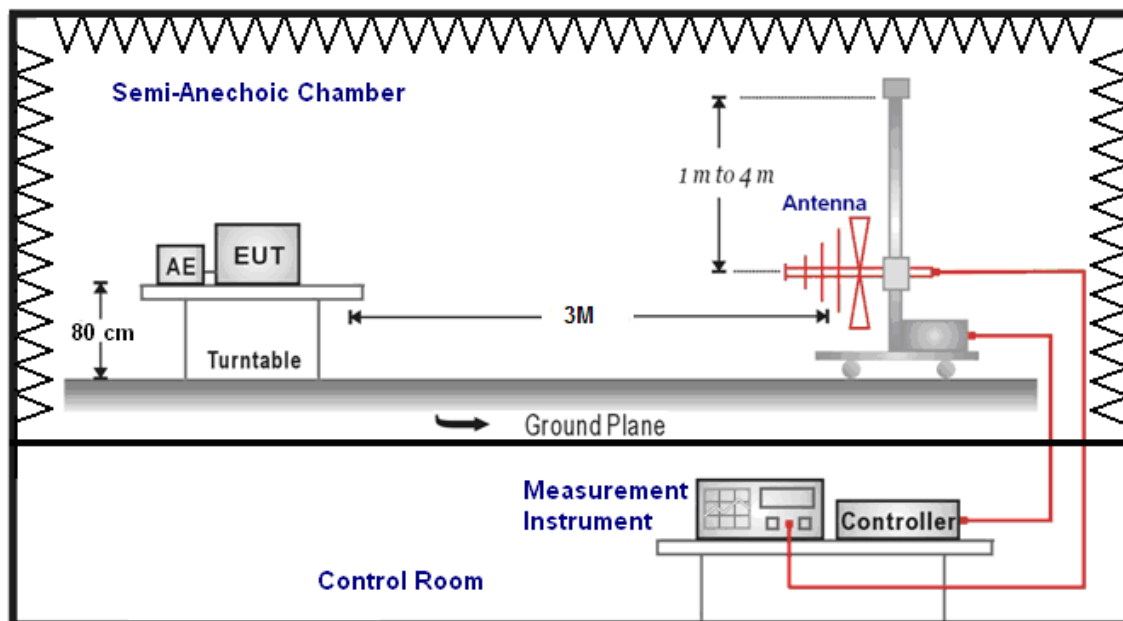 Semi-Anechoic Chamber
1 m to 4 m
Antenna
AE
EUT
80 cm
3M
Turntable
Ground Plane
Measurement
Instrument
Controller
Control Room